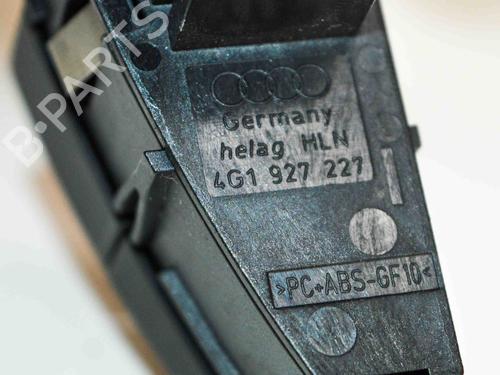 B-PARTS
Germany
helag HLN
4G1 927 227
>PC+ABS-GF10<